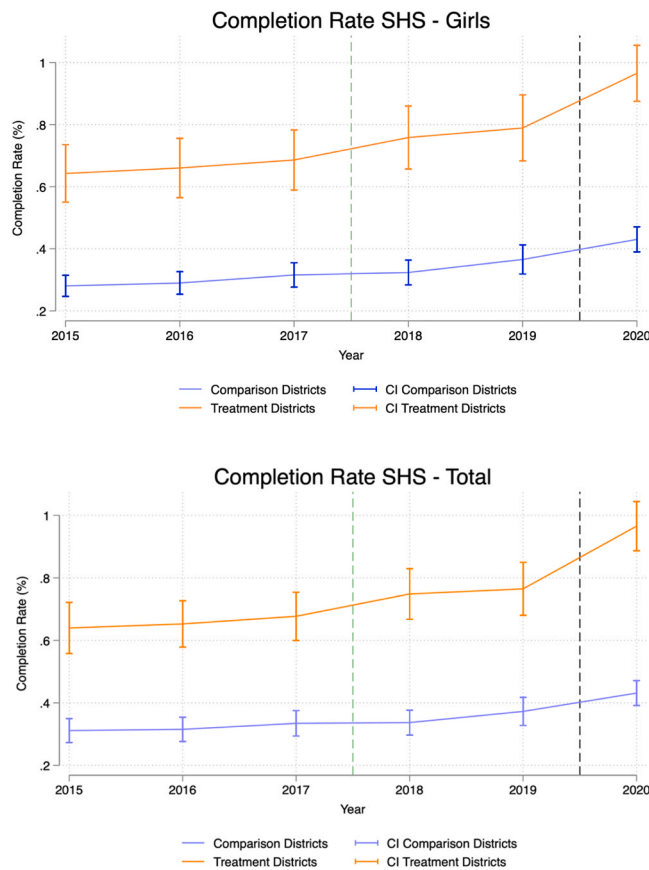 Completion Rate SHS - Girls
Completion Rate (%)
1
.8
.6
.4
.2
2015 2016 2017 2018 2019 2020
Year
Comparison Districts CI Comparison Districts
Treatment Districts CI Treatment Districts
Completion Rate SHS - Total
Completion Rate (%)
1
.8
.6
.4
.2
2015 2016 2017 2018 2019 2020
Year
Comparison Districts CI Comparison Districts
Treatment Districts CI Treatment Districts